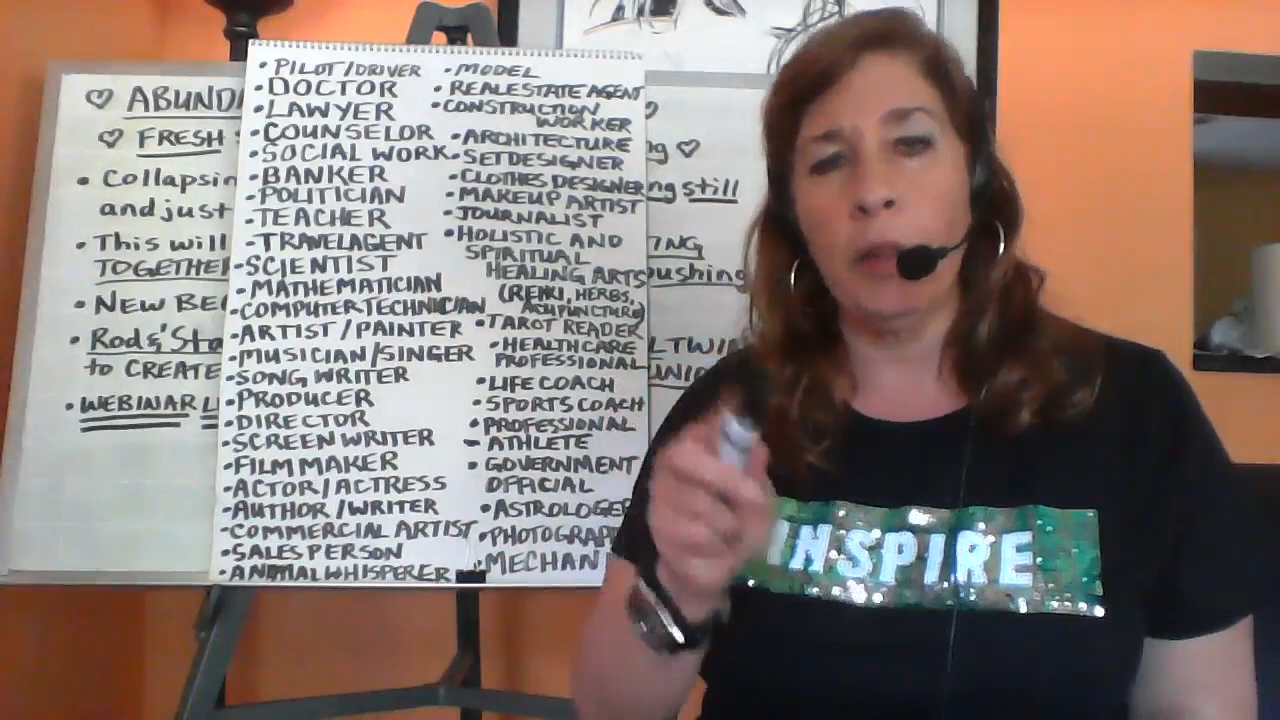 • PILOT/DRIVER
• DOCTOR
• LAWYER
• COUNSELOR
• SOCIAL WORK
• BANKER
• POLITICIAN
• TEACHER
• TRAVEL AGENT
• SCIENTIST
• MATHEMATICIAN
• COMPUTER TECHNICIAN
• ARTIST/PAINTER
• MUSICIAN/SINGER
• SONG WRITER
• PRODUCER
• DIRECTOR
• SCREEN WRITER
• FILM MAKER
• ACTOR/ACTRESS
• AUTHOR/WRITER
• COMMERCIAL ARTIST
• SALES PERSON
• ANIMAL WHISPERER
• MODEL
• REAL ESTATE AGENT
• CONSTRUCTION
WORKER
• ARCHITECTURE
• SET DESIGNER
• CLOTHES DESIGNER
• MAKEUP ARTIST
• JOURNALIST
• HOLISTIC AND
SPIRITUAL
HEALING ARTS
(REIKI, HERBS,
ACUPUNCTURE)
• TAROT READER
• HEALTHCARE
PROFESSIONAL
• LIFE COACH
• SPORTS COACH
• PROFESSIONAL
- ATHLETE
• GOVERNMENT
OFFICIAL
• ASTROLOGER
• PHOTOGRAP
• MECHAN
♡ ABUND
♡ FRESH
• Collapsin
and just
• This will
TOGETHE
• NEW BE
• Rods' Sta
to CREATE
• WEBINAR L
ng ♡
ng still
ING
pushing
L TWIN
INSPIRE